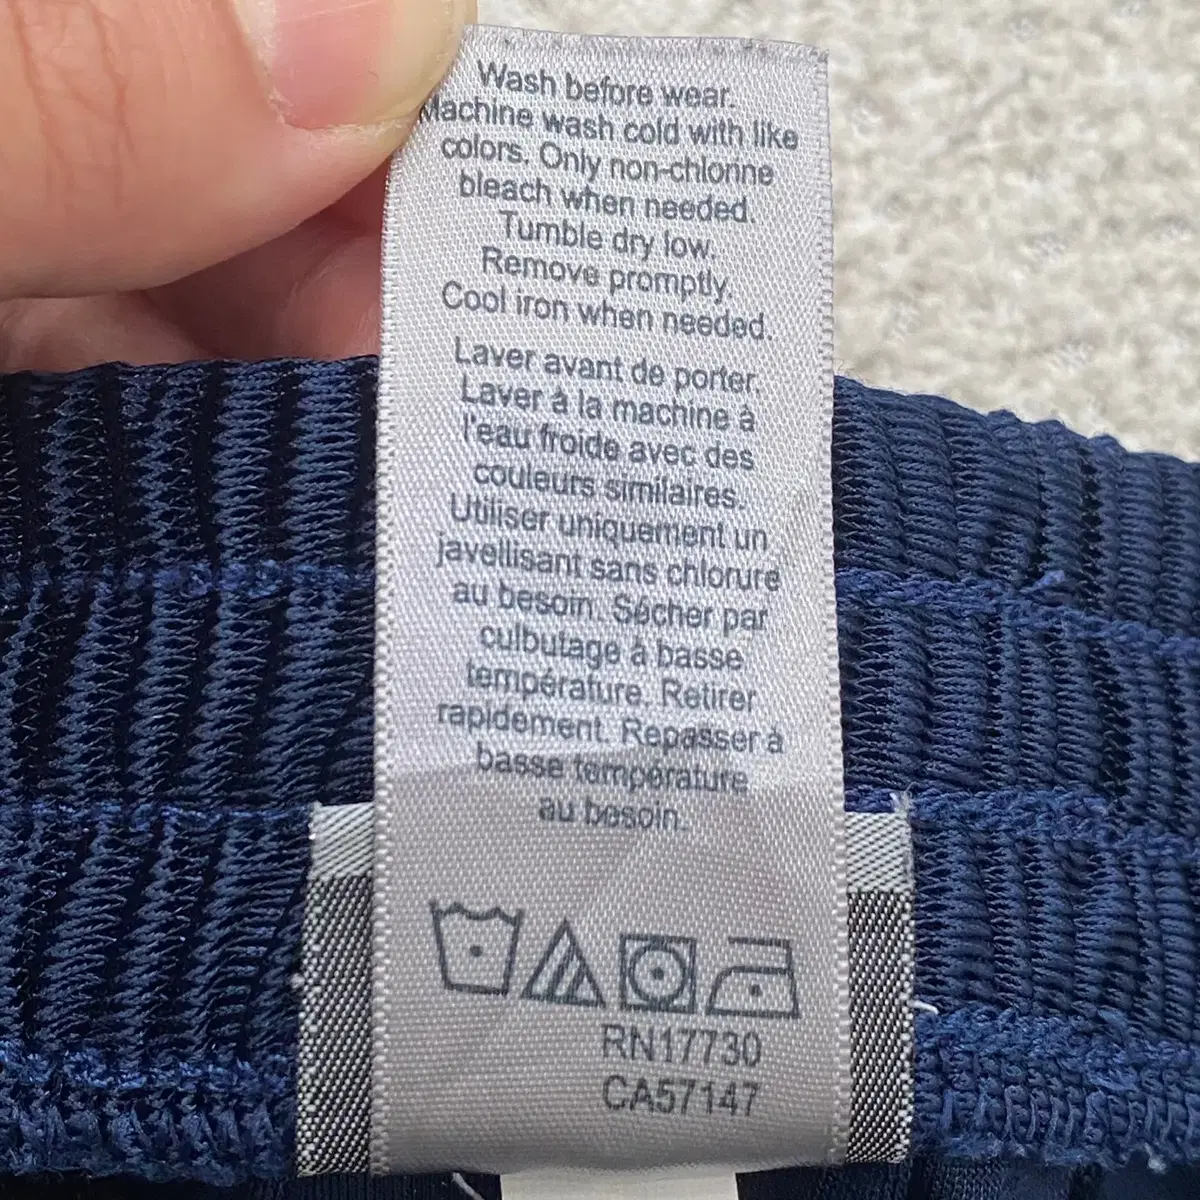 Wash before wear.
Machine wash cold with like
colors. Only non-chlorine
bleach when needed.
Tumble dry low.
Remove promptly.
Cool iron when needed.
Laver avant de porter.
Laver à la machine à
l'eau froide avec des
couleurs similaires.
Utiliser uniquement un
javellisant sans chlorure
au besoin. Sécher par
culbutage à basse
température. Retirer
rapidement. Repasser à
basse température
au besoin.
RN17730
CA57147